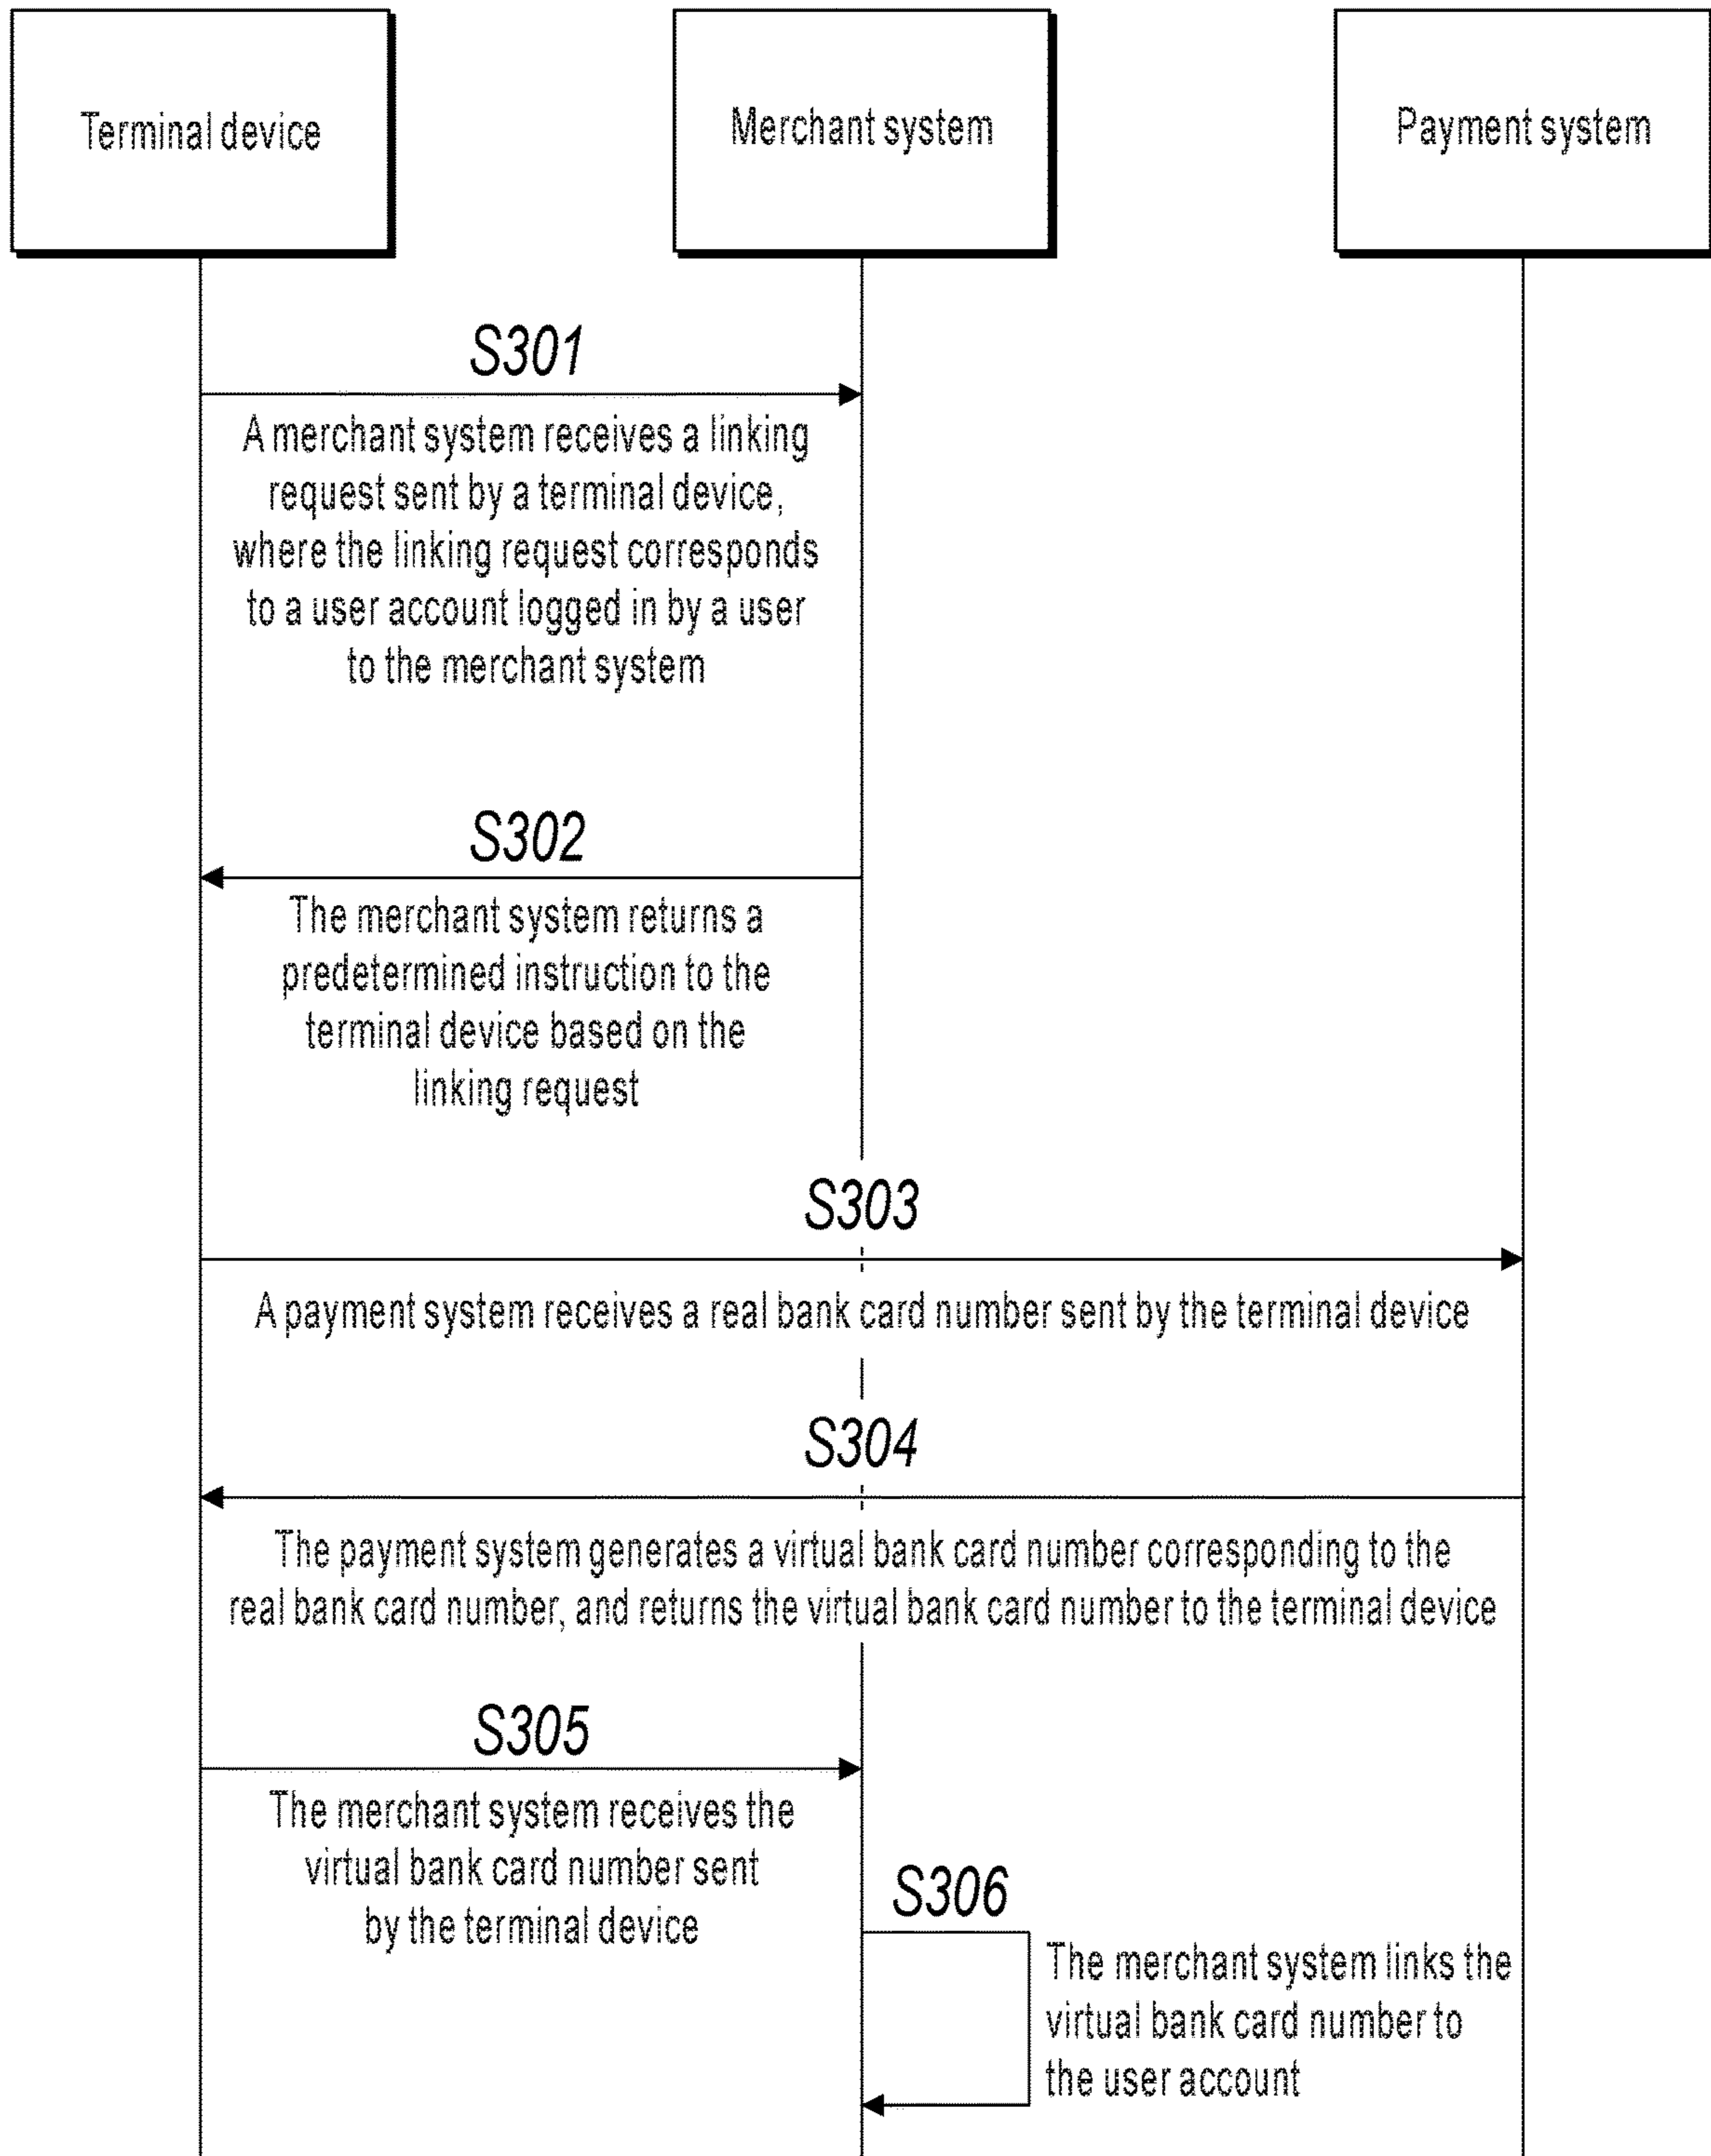 Terminal device
Merchant system
Payment system
S301
A merchant system receives a linking
request sent by a terminal device,
where the linking request corresponds
to a user account logged in by a user
to the merchant system
S302
The merchant system returns a
predetermined instruction to the
terminal device based on the
linking request
S303
A payment system receives a real bank card number sent by the terminal device
S304
The payment system generates a virtual bank card number corresponding to the
real bank card number, and returns the virtual bank card number to the terminal device
S305
The merchant system receives the
virtual bank card number sent
by the terminal device
S306
The merchant system links the
virtual bank card number to
the user account